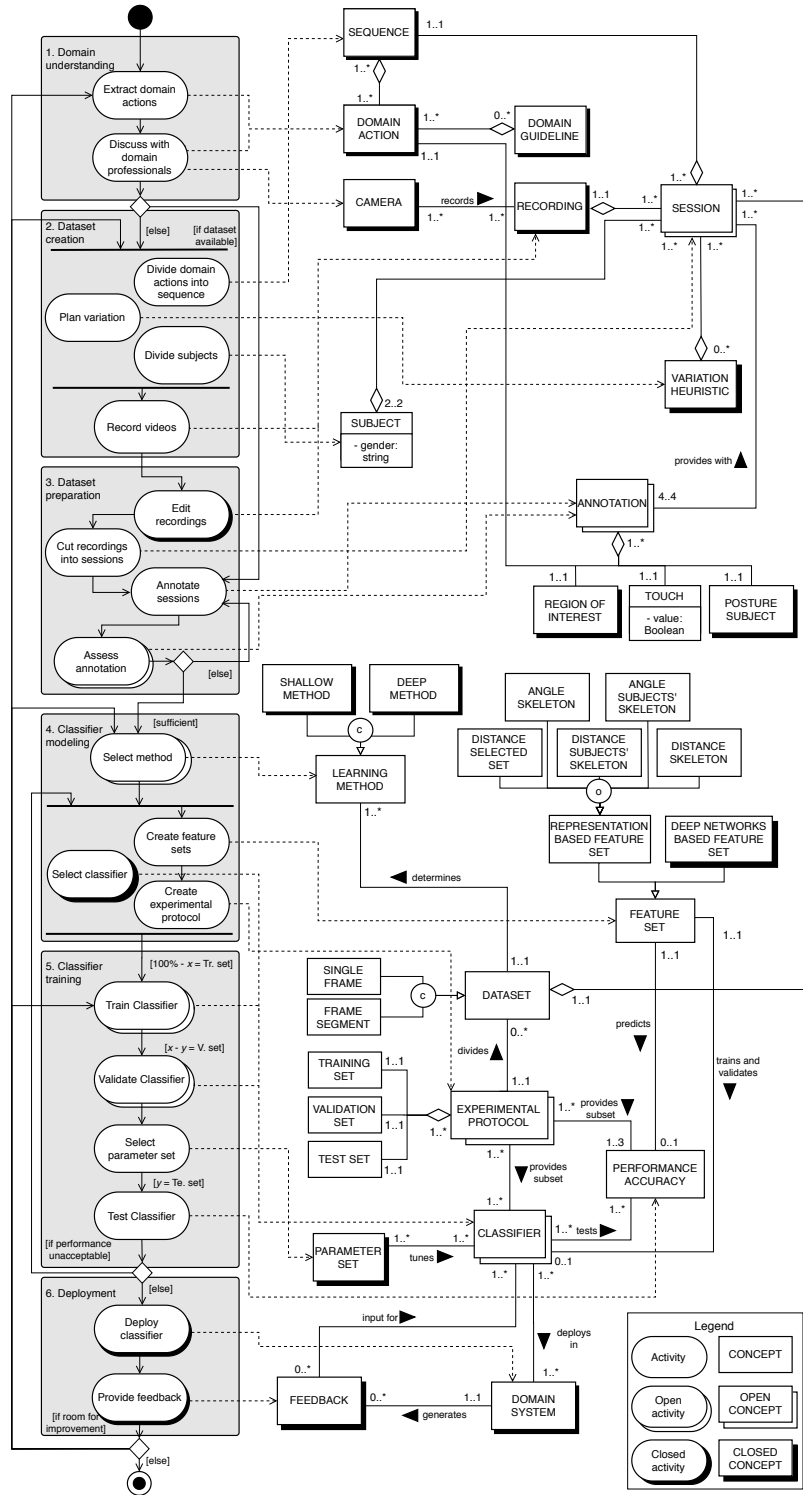 1. Domain
understanding
Extract domain
actions
Discuss with
domain
professionals
[else]
[if dataset
available]
2. Dataset
creation
Divide domain
actions into
sequence
Plan variation
Divide subjects
Record videos
3. Dataset
preparation
Edit
recordings
Cut recordings
into sessions
Annotate
sessions
Assess
annotation
[else]
[sufficient]
4. Classifier
modeling
Select method
Create feature
sets
Select classifier
Create
experimental
protocol
[100% - x = Tr. set]
5. Classifier
training
Train Classifier
[x - y = V. set]
Validate Classifier
Select
parameter set
[y = Te. set]
Test Classifier
[if performance
unacceptable]
[else]
6. Deployment
Deploy
classifier
Provide feedback
[if room for
improvement]
[else]
SEQUENCE
1..1
1..*
1..*
DOMAIN
ACTION
1..*
0..*
1..1
DOMAIN
GUIDELINE
CAMERA
records
1..*
1..*
RECORDING
1..1
1..*
SESSION
1..*
1..*
1..*
1..*
1..*
1..*
0..*
VARIATION
HEURISTIC
2..2
SUBJECT
- gender:
string
provides with
ANNOTATION
4..4
1..*
1..1
1..1
1..1
REGION OF
INTEREST
TOUCH
- value:
Boolean
POSTURE
SUBJECT
SHALLOW
METHOD
DEEP
METHOD
c
LEARNING
METHOD
1..*
ANGLE
SKELETON
ANGLE
SUBJECTS'
SKELETON
DISTANCE
SELECTED
SET
DISTANCE
SUBJECTS'
SKELETON
DISTANCE
SKELETON
o
REPRESENTATION
BASED FEATURE
SET
DEEP NETWORKS
BASED FEATURE
SET
determines
FEATURE
SET
1..1
1..1
1..1
SINGLE
FRAME
FRAME
SEGMENT
c
DATASET
1..1
0..*
divides
predicts
trains and
validates
TRAINING
SET
VALIDATION
SET
TEST SET
1..1
1..1
1..1
1..*
1..1
EXPERIMENTAL
PROTOCOL
1..*
1..*
provides
subset
1..3
0..1
PERFORMANCE
ACCURACY
1..*
provides
subset
1..*
CLASSIFIER
1..*
tests
0..1
PARAMETER
SET
1..*
1..*
tunes
1..*
1..*
input for
deploys
in
0..*
1..*
FEEDBACK
0..*
1..1
generates
DOMAIN
SYSTEM
Legend
Activity
CONCEPT
Open
activity
OPEN
CONCEPT
Closed
activity
CLOSED
CONCEPT